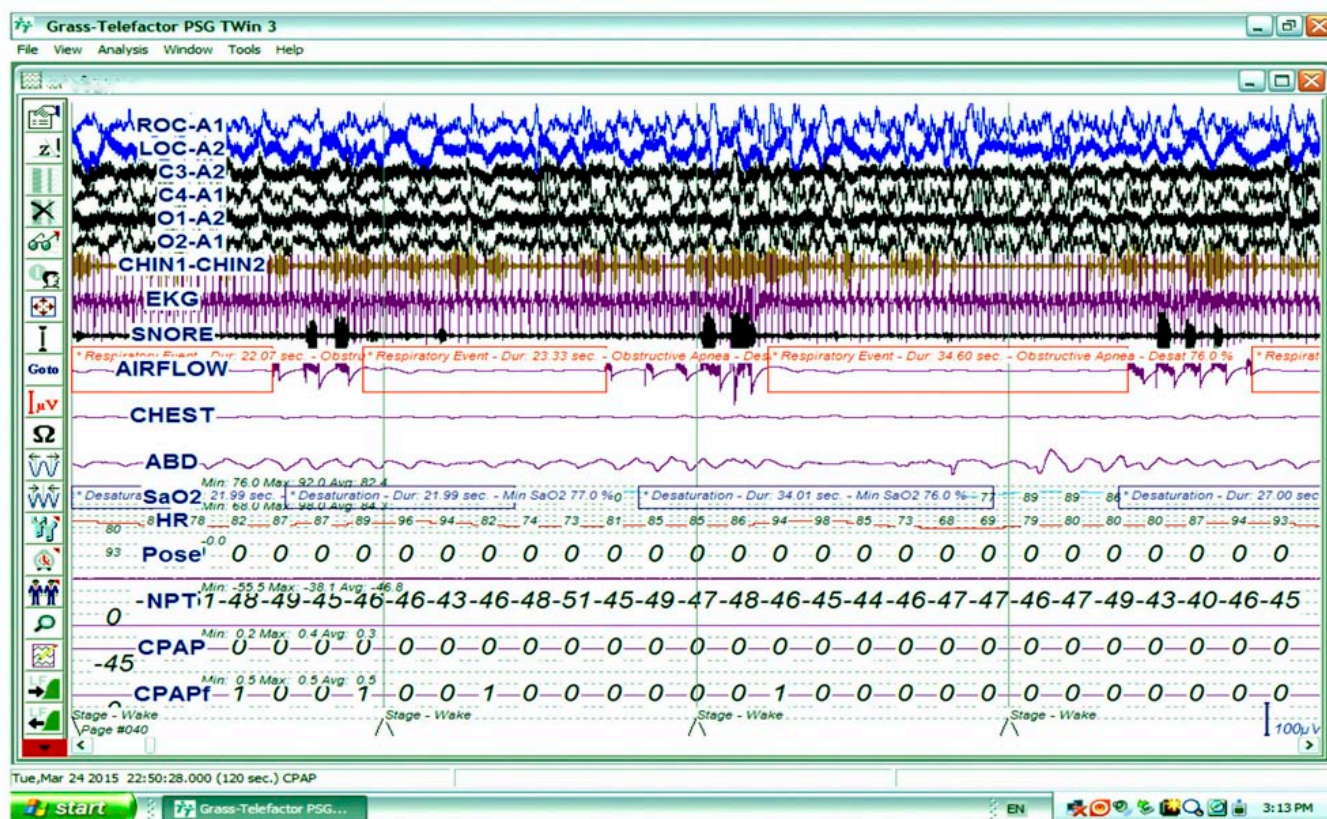 Grass-Telefactor PSG TWin 3
File View Analysis Window Tools Help
ROC-A1
z!
LOC-A2
C3-A2
C4-A1
O1-A2
O2-A1
CHIN1-CHIN2
EKG
SNORE
* Respiratory Event - Dur: 22.07 sec. - Obstru * Respiratory Event - Dur: 23.33 sec. - Obstructive Apnea - Des * Respiratory Event - Dur: 34.60 sec. - Obstructive Apnea - Desat 76.0 % * Respirat
Goto AIRFLOW
μV
CHEST
Ω
ABD
Min: 76.0 Max: 92.0 Avg: 82.4
* Desatura SaO2 21.99 sec. * Desaturation - Dur: 21.99 sec. - Min SaO2 77.0 % 0 * Desaturation - Dur: 34.01 sec. - Min SaO2 76.0 % 77 89 89 86 * Desaturation - Dur: 27.00 sec
Min: 68.0 Max: 98.0 Avg: 84.3
80 8 HR 78 82 87 87 89 96 94 82 74 73 81 85 85 86 94 98 85 73 68 69 79 80 80 80 87 94 93
-0.0
93 Pose 0 0 0 0 0 0 0 0 0 0 0 0 0 0 0 0 0 0 0 0 0 0 0 0 0 0 0
Min: -55.5 Max: -38.1 Avg: -46.8
-NPT 1-48-49-45-46-46-43-46-48-51-45-49-47-48-46-45-44-46-47-47-46-47-49-43-40-46-45
0
Min: 0.2 Max: 0.4 Avg: 0.3
CPAP 0 0 0 0 0 0 0 0 0 0 0 0 0 0 0 0 0 0 0 0 0 0 0 0 0 0 0
-45
Min: 0.5 Max: 0.5 Avg: 0.5
CPAPf 1 0 0 1 0 0 1 0 0 0 0 0 0 1 0 0 0 0 0 0 0 0 0 0 0 0
Stage - Wake Stage - Wake Stage - Wake Stage - Wake
Page #040 100μV
Tue,Mar 24 2015 22:50:28.000 (120 sec.) CPAP
start Grass-Telefactor PSG... EN 3:13 PM